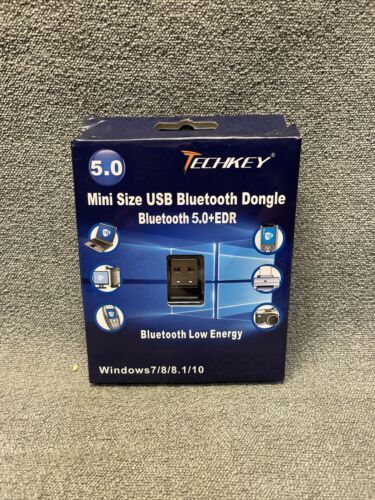 5.0
TECHKEY
Mini Size USB Bluetooth Dongle
Bluetooth 5.0+EDR
Bluetooth Low Energy
Windows7/8/8.1/10